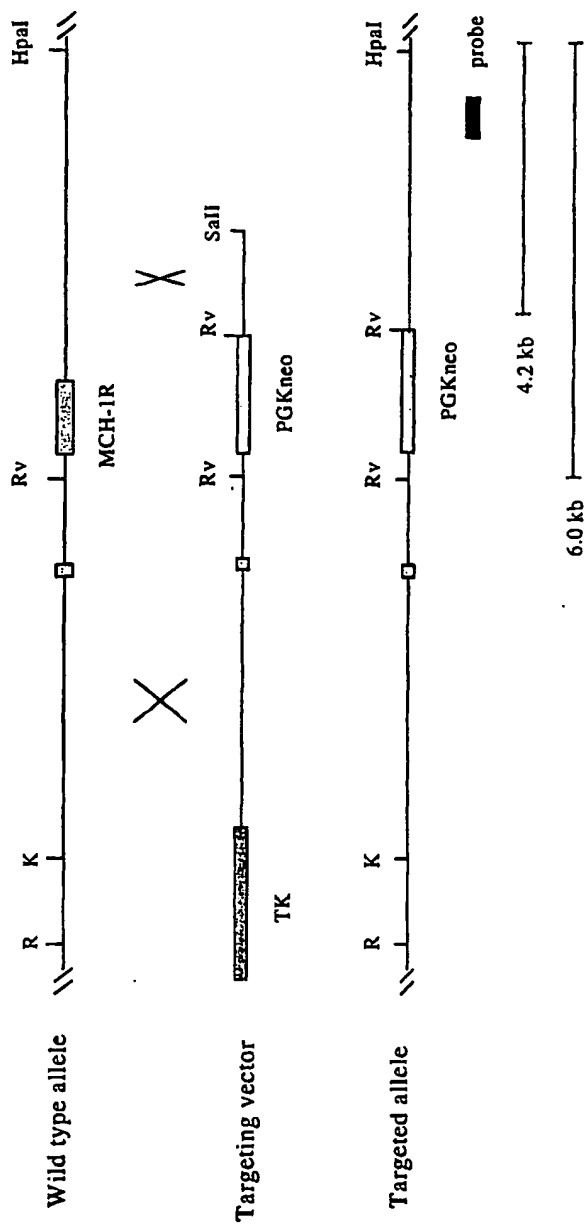 Wild type allele
R
K
Rv
HpaI
MCH-1R
Targeting vector
Rv
Rv
SalI
TK
PGKneo
Targeted allele
R
K
Rv
Rv
HpaI
PGKneo
probe
4.2 kb
6.0 kb